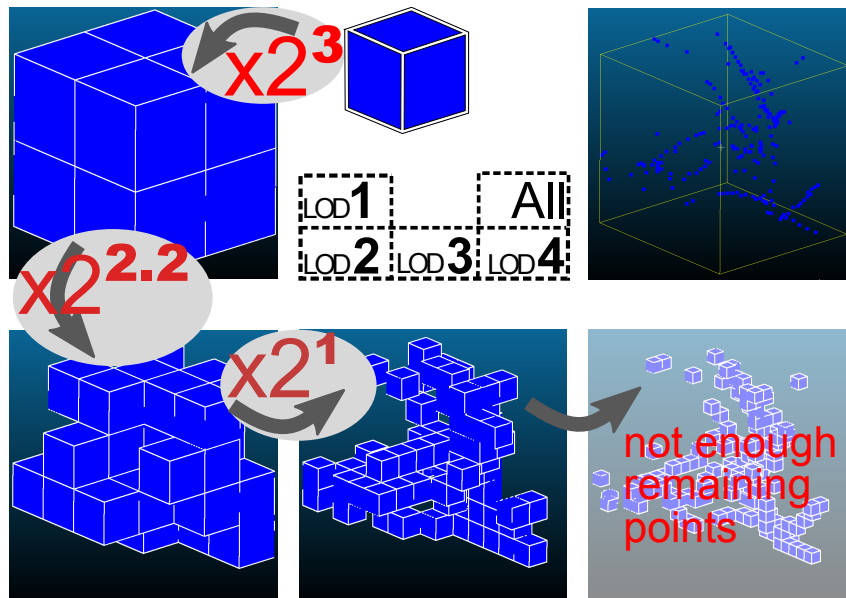 x2³
LOD1
All
LOD2
LOD3
LOD4
x2²·²
x2¹
not enough
remaining
points